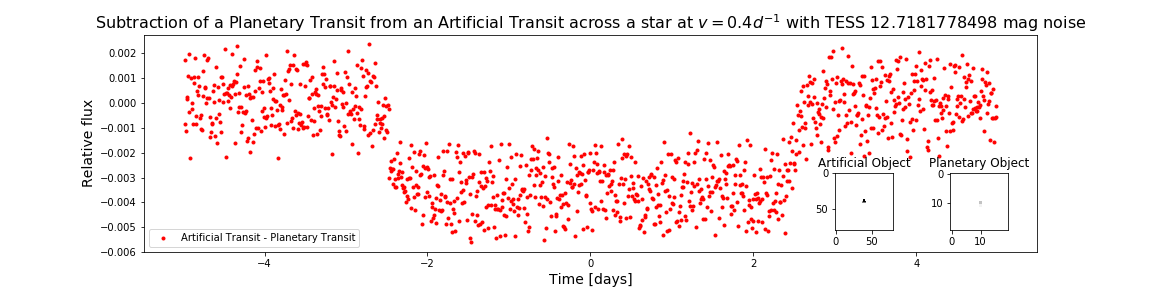 Subtraction of a Planetary Transit from an Artificial Transit across a star at v = 0.4d⁻¹ with TESS 12.7181778498 mag noise
Relative flux
0.002
0.001
0.000
−0.001
−0.002
−0.003
−0.004
−0.005
−0.006
Artificial Object
0
50
0 50
Planetary Object
0
10
0 10
Artificial Transit - Planetary Transit
−4 −2 0 2 4
Time [days]